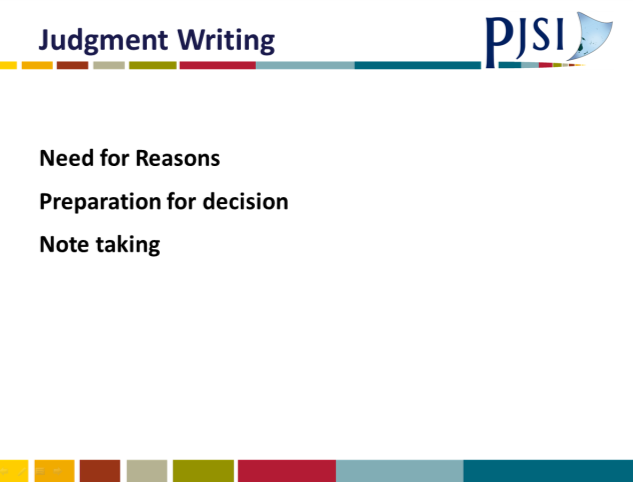 Judgment Writing
PJSI
Need for Reasons
Preparation for decision
Note taking